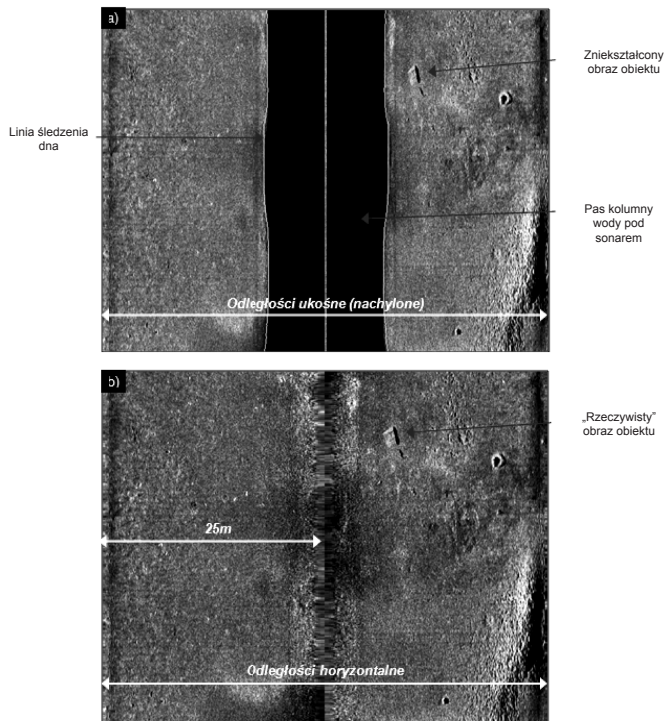 a)
Zniekształcony
obraz obiektu
Linia śledzenia
dna
Pas kolumny
wody pod
sonarem
Odległości ukośne (nachylone)
b)
„Rzeczywisty”
obraz obiektu
25m
Odległości horyzontalne